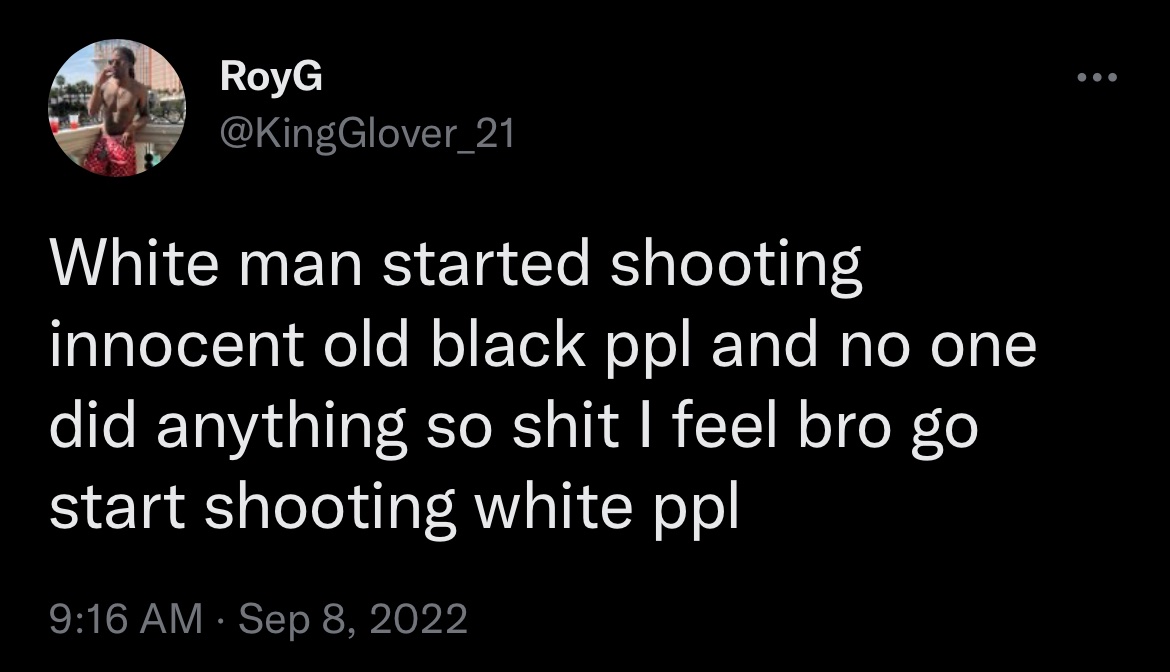 RoyG
@KingGlover_21
White man started shooting
innocent old black ppl and no one
did anything so shit I feel bro go
start shooting white ppl
9:16 AM · Sep 8, 2022